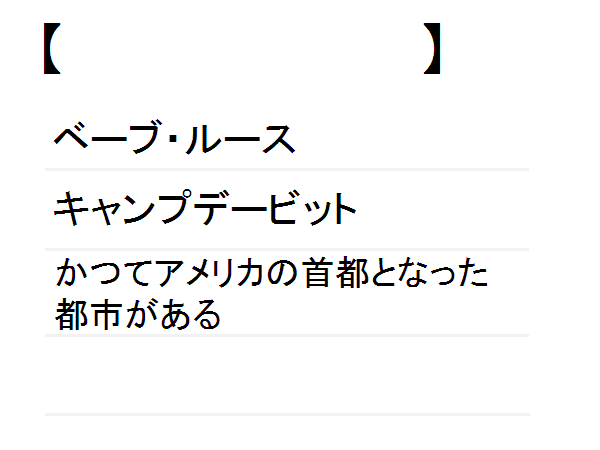 【　　　　　　　　　】
ベーブ・ルース
キャンプデービット
かつてアメリカの首都となった
都市がある